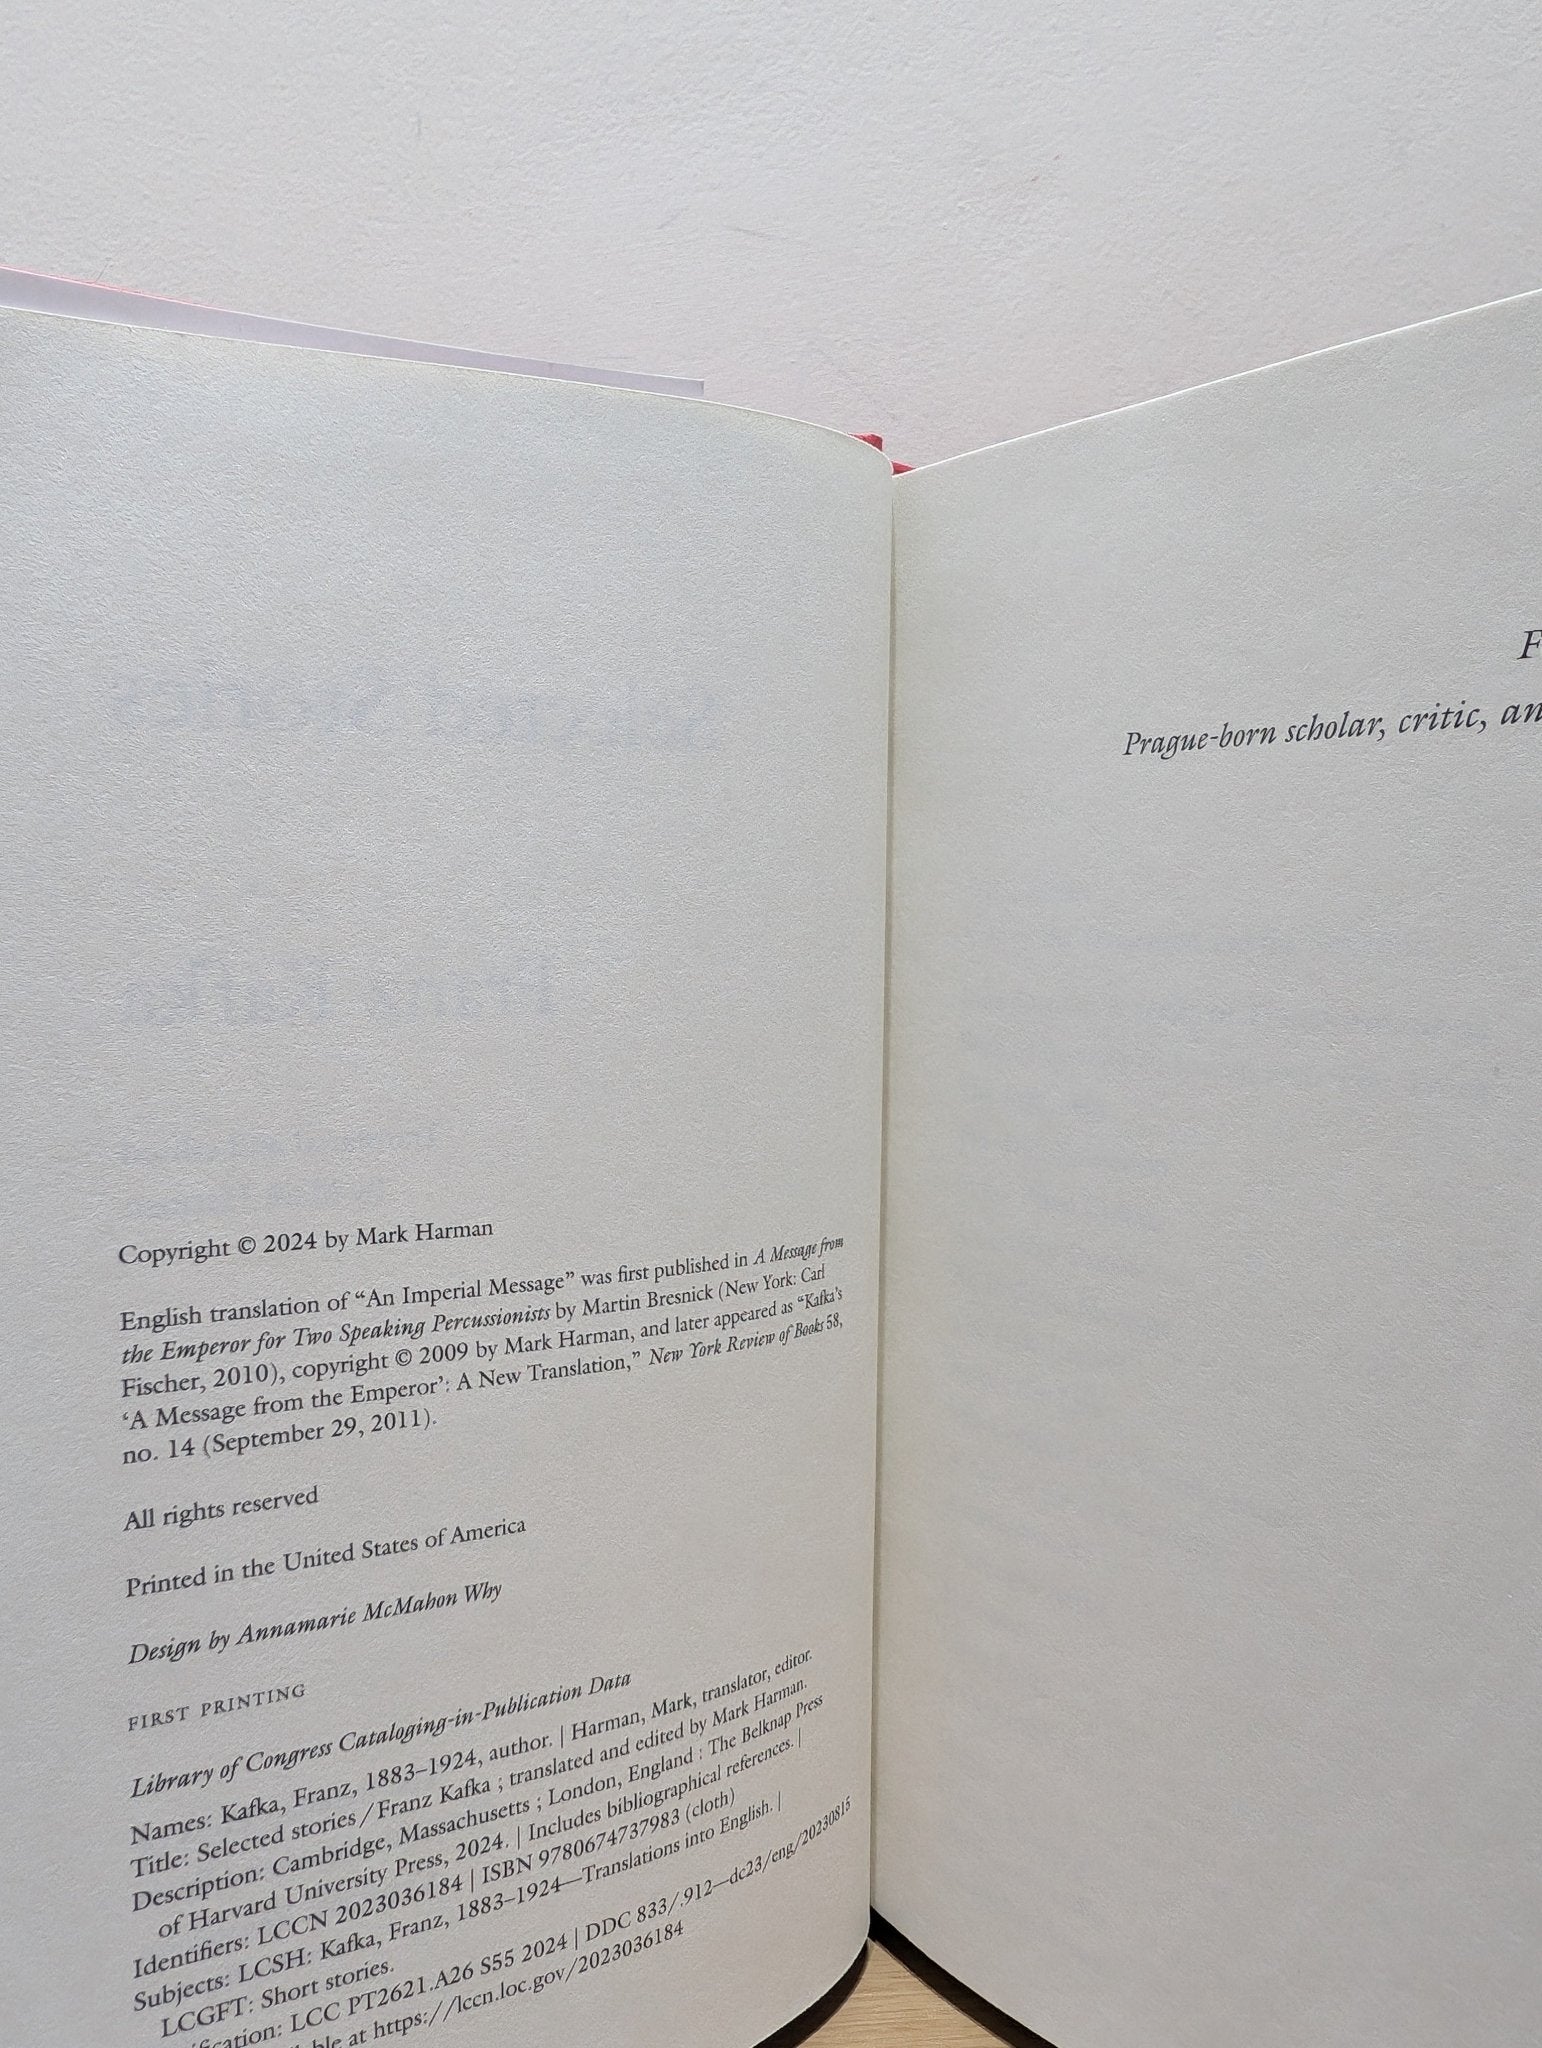 Copyright © 2024 by Mark Harman
English translation of “An Imperial Message” was first published in A Message from
the Emperor for Two Speaking Percussionists by Martin Bresnick (New York: Carl
Fischer, 2010), copyright © 2009 by Mark Harman, and later appeared as “Kafka’s
‘A Message from the Emperor’: A New Translation,” New York Review of Books 58,
no. 14 (September 29, 2011).
All rights reserved
Printed in the United States of America
Design by Annamarie McMahon Why
FIRST PRINTING
Library of Congress Cataloging-in-Publication Data
Names: Kafka, Franz, 1883–1924, author. | Harman, Mark, translator, editor.
Title: Selected stories / Franz Kafka ; translated and edited by Mark Harman.
Description: Cambridge, Massachusetts ; London, England : The Belknap Press
of Harvard University Press, 2024. | Includes bibliographical references. |
Identifiers: LCCN 2023036184 | ISBN 9780674737983 (cloth)
Subjects: LCSH: Kafka, Franz, 1883–1924—Translations into English. |
LCGFT: Short stories.
LCC PT2621.A26 S55 2024 | DDC 833/.912—dc23/eng/20230815
at https://lccn.loc.gov/2023036184
Prague-born scholar, critic,